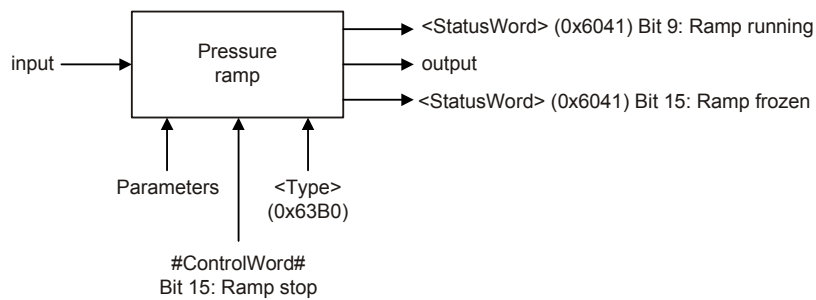 <StatusWord> (0x6041) Bit 9: Ramp running
Pressure
ramp
input
output
<StatusWord> (0x6041) Bit 15: Ramp frozen
Parameters
<Type>
(0x63B0)
#ControlWord#
Bit 15: Ramp stop